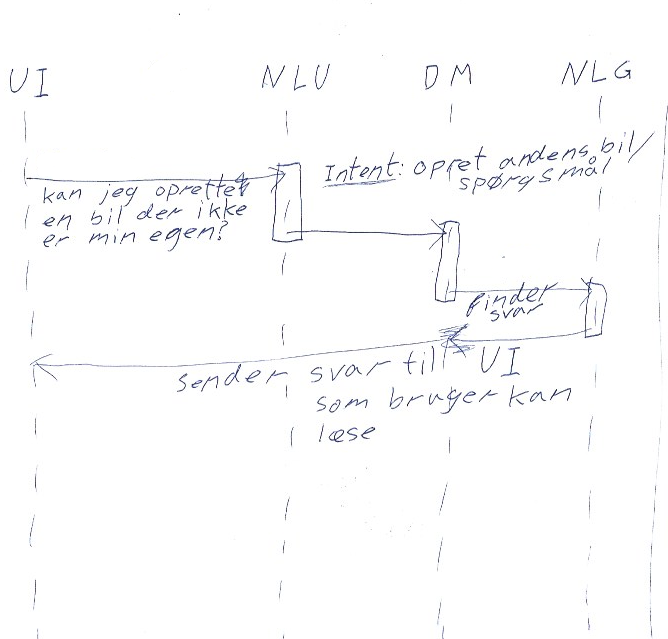 UI NLU DM NLG
Intent: opret andens bil/
spørgsmål
kan jeg oprette
en bil der ikke
er min egen?
finder
svar
sender svar till UI
som bruger kan
læse